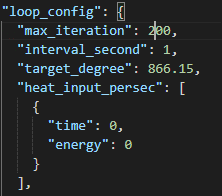 "loop_config": {
"max_iteration": 200,
"interval_second": 1,
"target_degree": 866.15,
"heat_input_persec": [
{
"time": 0,
"energy": 0
}
],